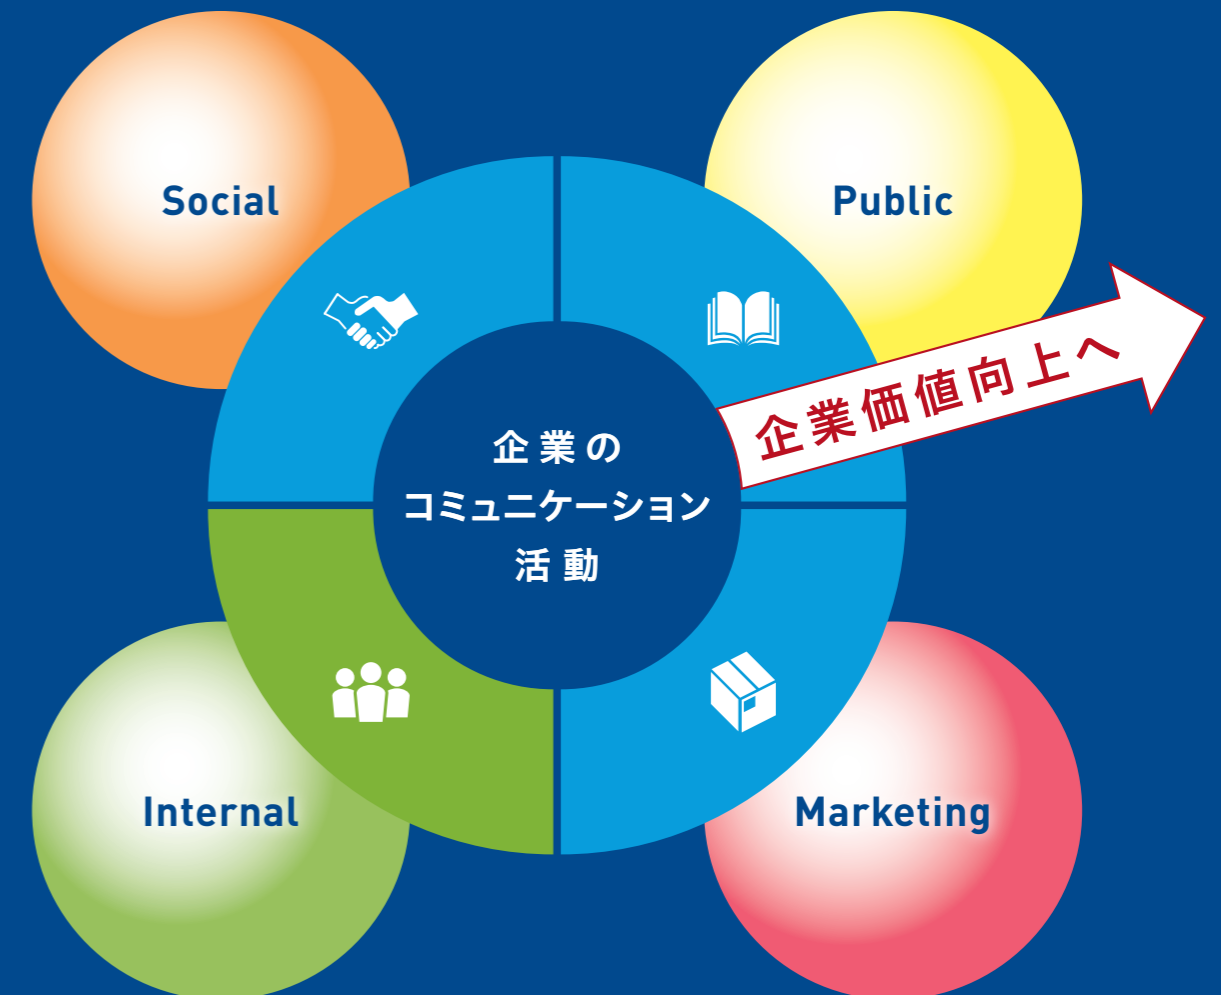 Social
Public
企業価値向上へ
企業の
コミュニケーション
活動
Internal
Marketing